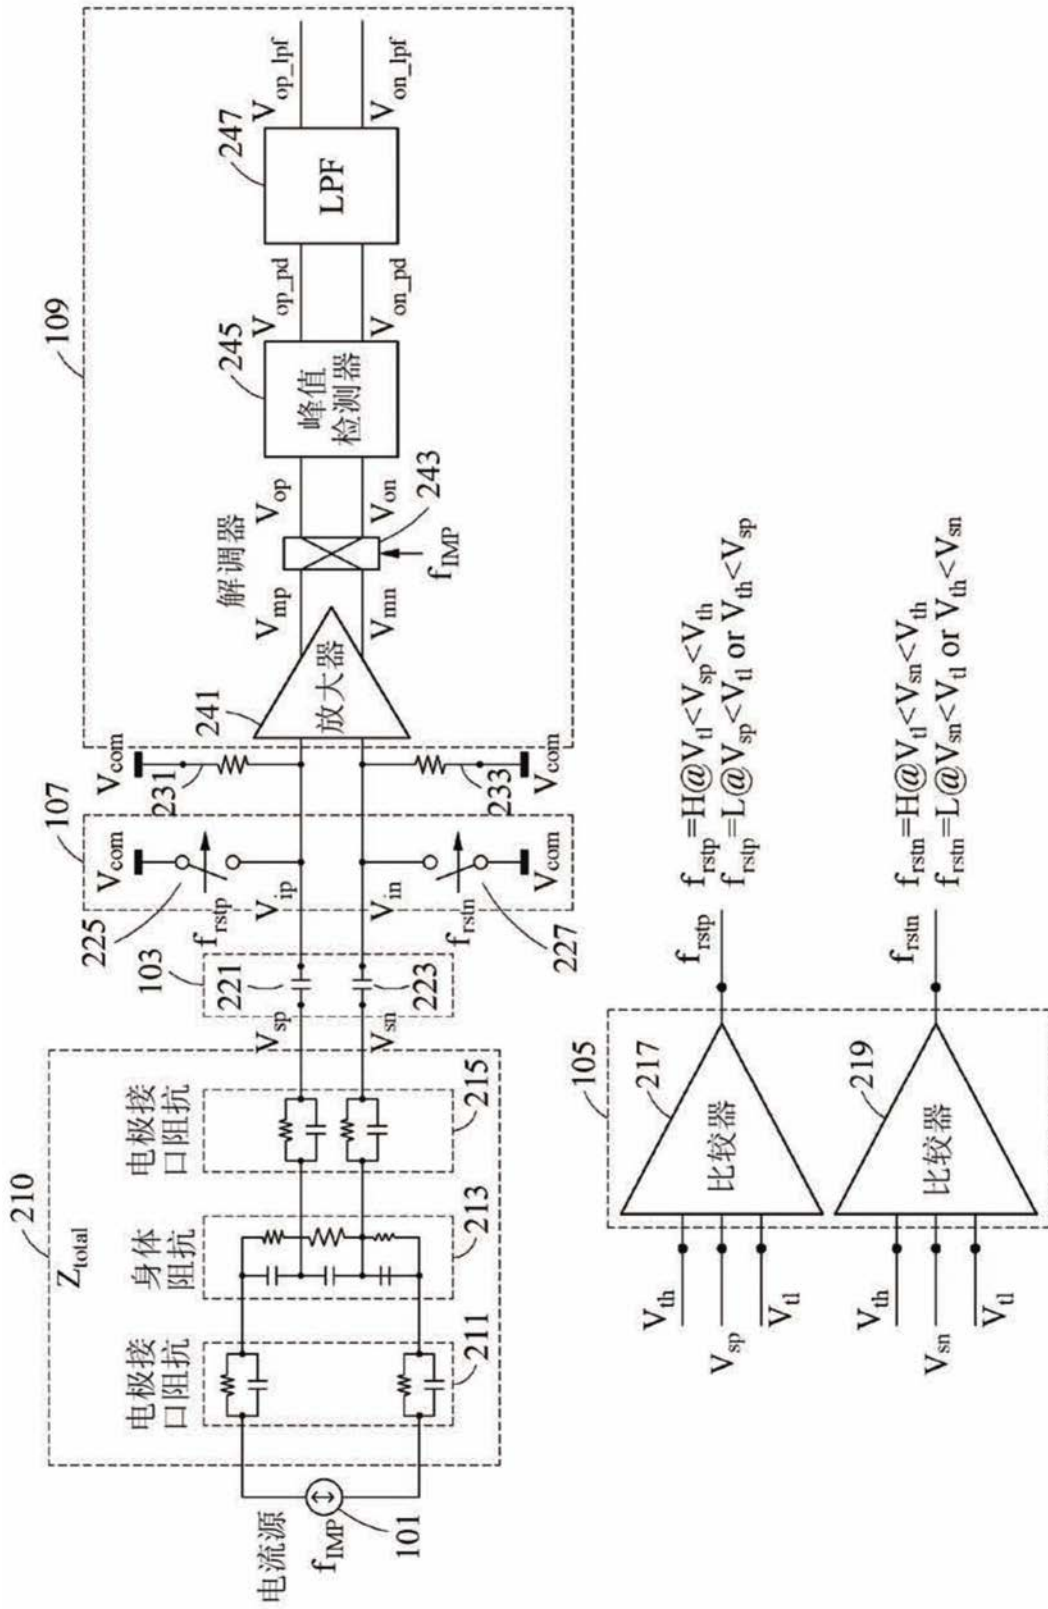 210
Z_total
电极接
口阻抗
身体
阻抗
电极接
口阻抗
211
213
215
电流源
f_IMP
101
V_sp
V_sn
103
221
223
107
V_com
225
f_rstp
V_ip
V_in
f_rstn
227
V_com
V_com
231
233
V_com
109
241
放大器
解调器
V_mp
V_mn
f_IMP
243
V_op
V_on
245
峰值
检测器
V_op_pd
V_on_pd
247
LPF
V_op_lpf
V_on_lpf
105
V_th
V_sp
V_tl
217
比较器
f_rstp
f_rstp=H@V_tl<V_sp<V_th
f_rstp=L@V_sp<V_tl or V_th<V_sp
V_th
V_sn
V_tl
219
比较器
f_rstn
f_rstn=H@V_tl<V_sn<V_th
f_rstn=L@V_sn<V_tl or V_th<V_sn